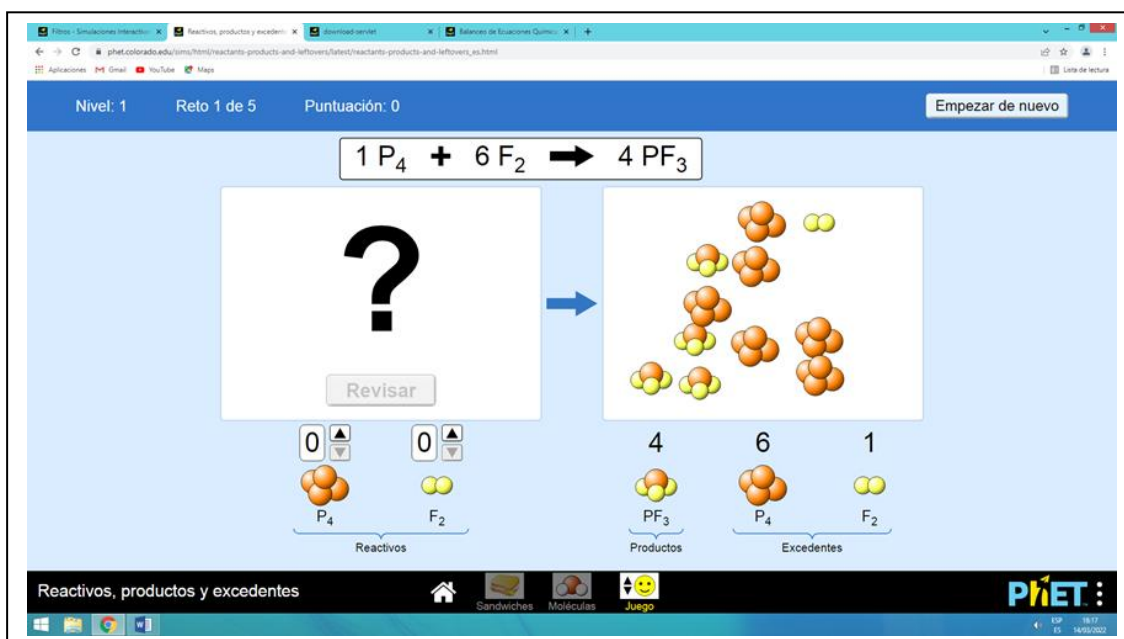 Filtros - Simulaciones Interactiv
Reactivos, productos y exceden
download-servlet
Balances de Ecuaciones Químic
phet.colorado.edu/sims/html/reactants-products-and-leftovers/latest/reactants-products-and-leftovers_es.html
Aplicaciones Gmail YouTube Maps
Lista de lectura
Nivel: 1 Reto 1 de 5 Puntuación: 0 Empezar de nuevo
1 P4 + 6 F2 → 4 PF3
?
Revisar
0 0 4 6 1
P4 F2 PF3 P4 F2
Reactivos Productos Excedentes
Reactivos, productos y excedentes
Sandwiches Moléculas Juego
PhET
ESP 18:17
ES 14/03/2022